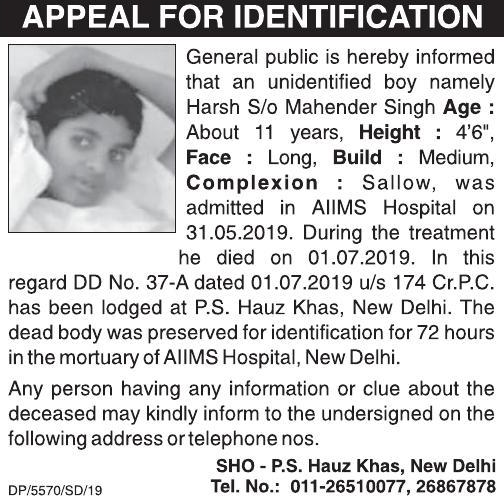 APPEAL FOR IDENTIFICATION
General public is hereby informed
that an unidentified boy namely
Harsh S/o Mahender Singh Age :
About 11 years, Height : 4'6",
Face : Long, Build : Medium,
Complexion : Sallow, was
admitted in AIIMS Hospital on
31.05.2019. During the treatment
he died on 01.07.2019. In this
regard DD No. 37-A dated 01.07.2019 u/s 174 Cr.P.C.
has been lodged at P.S. Hauz Khas, New Delhi. The
dead body was preserved for identification for 72 hours
in the mortuary of AIIMS Hospital, New Delhi.
Any person having any information or clue about the
deceased may kindly inform to the undersigned on the
following address or telephone nos.
SHO - P.S. Hauz Khas, New Delhi
DP/5570/SD/19 Tel. No.: 011-26510077, 26867878